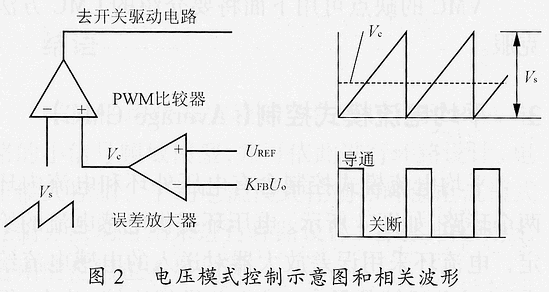 去开关驱动电路
PWM比较器
− +
Vc
+ UREF
− KFBUo
Vs
误差放大器
Vc
Vs
导通
关断
图2 电压模式控制示意图和相关波形